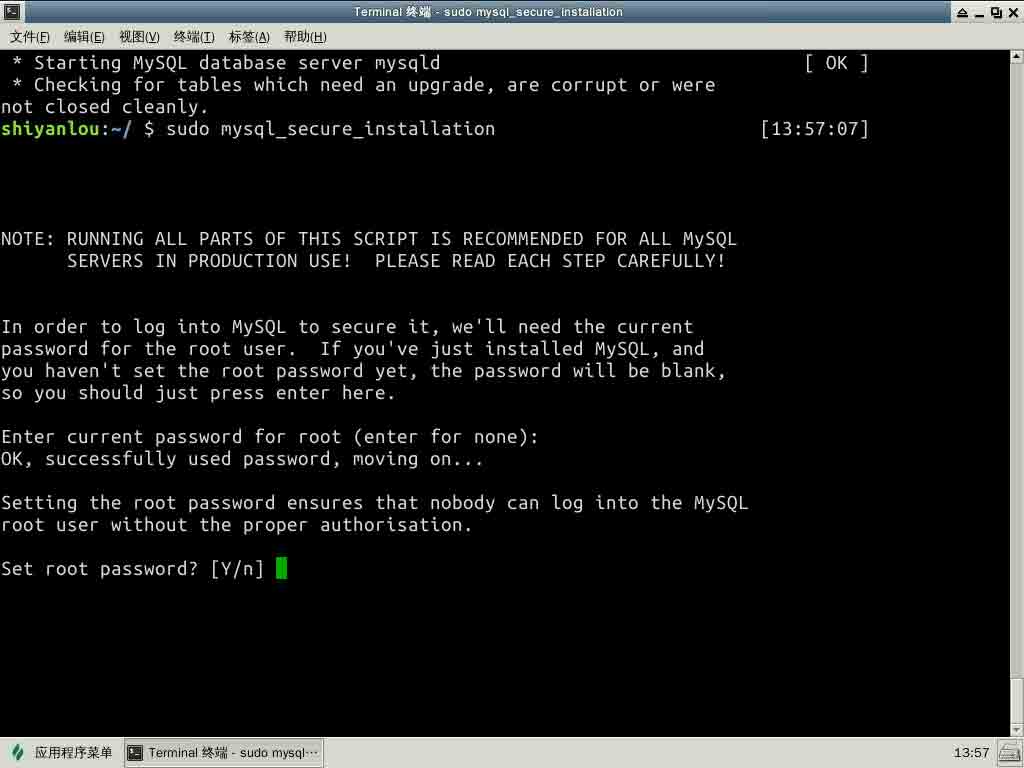 Terminal 终端 - sudo mysql_secure_installation
文件(F) 编辑(E) 视图(V) 终端(T) 标签(A) 帮助(H)
* Starting MySQL database server mysqld [ OK ]
* Checking for tables which need an upgrade, are corrupt or were
not closed cleanly.
shiyanlou:~/ $ sudo mysql_secure_installation [13:57:07]
NOTE: RUNNING ALL PARTS OF THIS SCRIPT IS RECOMMENDED FOR ALL MySQL
SERVERS IN PRODUCTION USE!  PLEASE READ EACH STEP CAREFULLY!
In order to log into MySQL to secure it, we'll need the current
password for the root user.  If you've just installed MySQL, and
you haven't set the root password yet, the password will be blank,
so you should just press enter here.
Enter current password for root (enter for none):
OK, successfully used password, moving on...
Setting the root password ensures that nobody can log into the MySQL
root user without the proper authorisation.
Set root password? [Y/n]
应用程序菜单 Terminal 终端 - sudo mysql··· 13:57